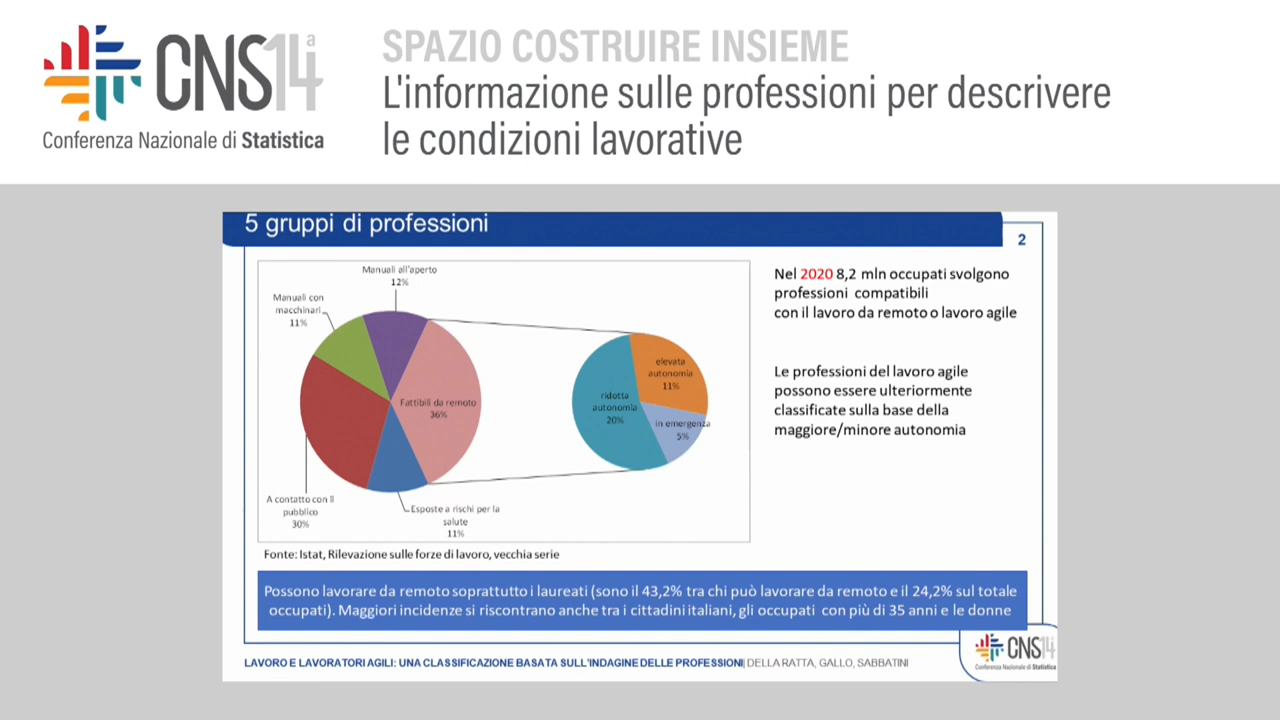 CNS14ª
Conferenza Nazionale di Statistica
SPAZIO COSTRUIRE INSIEME
L'informazione sulle professioni per descrivere
le condizioni lavorative
5 gruppi di professioni
2
Manuali all'aperto
12%
Manuali con
macchinari
11%
Fattibili da remoto
36%
A contatto con il
pubblico
30%
Esposte a rischi per la
salute
11%
elevata
autonomia
11%
ridotta
autonomia
20%
in emergenza
5%
Nel 2020 8,2 mln occupati svolgono
professioni compatibili
con il lavoro da remoto o lavoro agile
Le professioni del lavoro agile
possono essere ulteriormente
classificate sulla base della
maggiore/minore autonomia
Fonte: Istat, Rilevazione sulle forze di lavoro, vecchia serie
Possono lavorare da remoto soprattutto i laureati (sono il 43,2% tra chi può lavorare da remoto e il 24,2% sul totale
occupati). Maggiori incidenze si riscontrano anche tra i cittadini italiani, gli occupati con più di 35 anni e le donne
LAVORO E LAVORATORI AGILI: UNA CLASSIFICAZIONE BASATA SULL'INDAGINE DELLE PROFESSIONI| DELLA RATTA, GALLO, SABBATINI
CNS14
Conferenza Nazionale di Statistica